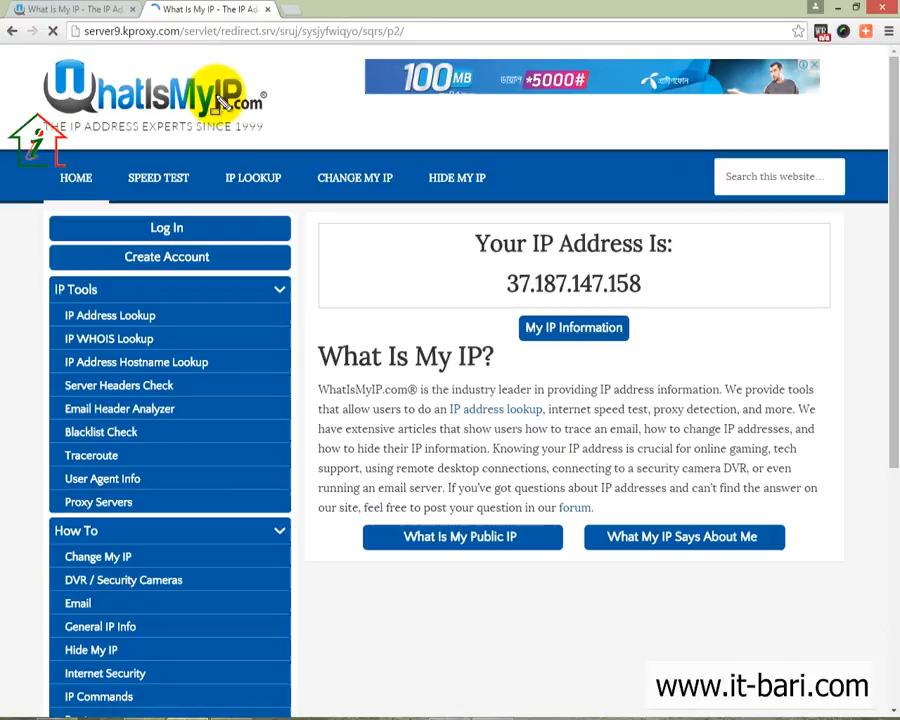 What Is My IP - The IP Ad
What Is My IP - The IP Ad
server9.kproxy.com/servlet/redirect.srv/sruj/sysjyfwiqyo/sqrs/p2/
WhatIsMyIP.com®
THE IP ADDRESS EXPERTS SINCE 1999
100 MB ডায়াল *5000# গ্রামীণফোন
HOME SPEED TEST IP LOOKUP CHANGE MY IP HIDE MY IP Search this website...
Log In
Create Account
IP Tools
IP Address Lookup
IP WHOIS Lookup
IP Address Hostname Lookup
Server Headers Check
Email Header Analyzer
Blacklist Check
Traceroute
User Agent Info
Proxy Servers
How To
Change My IP
DVR / Security Cameras
Email
General IP Info
Hide My IP
Internet Security
IP Commands
Your IP Address Is:
37.187.147.158
My IP Information
What Is My IP?
WhatIsMyIP.com® is the industry leader in providing IP address information. We provide tools
that allow users to do an IP address lookup, internet speed test, proxy detection, and more. We
have extensive articles that show users how to trace an email, how to change IP addresses, and
how to hide their IP information. Knowing your IP address is crucial for online gaming, tech
support, using remote desktop connections, connecting to a security camera DVR, or even
running an email server. If you've got questions about IP addresses and can't find the answer on
our site, feel free to post your question in our forum.
What Is My Public IP What My IP Says About Me
www.it-bari.com